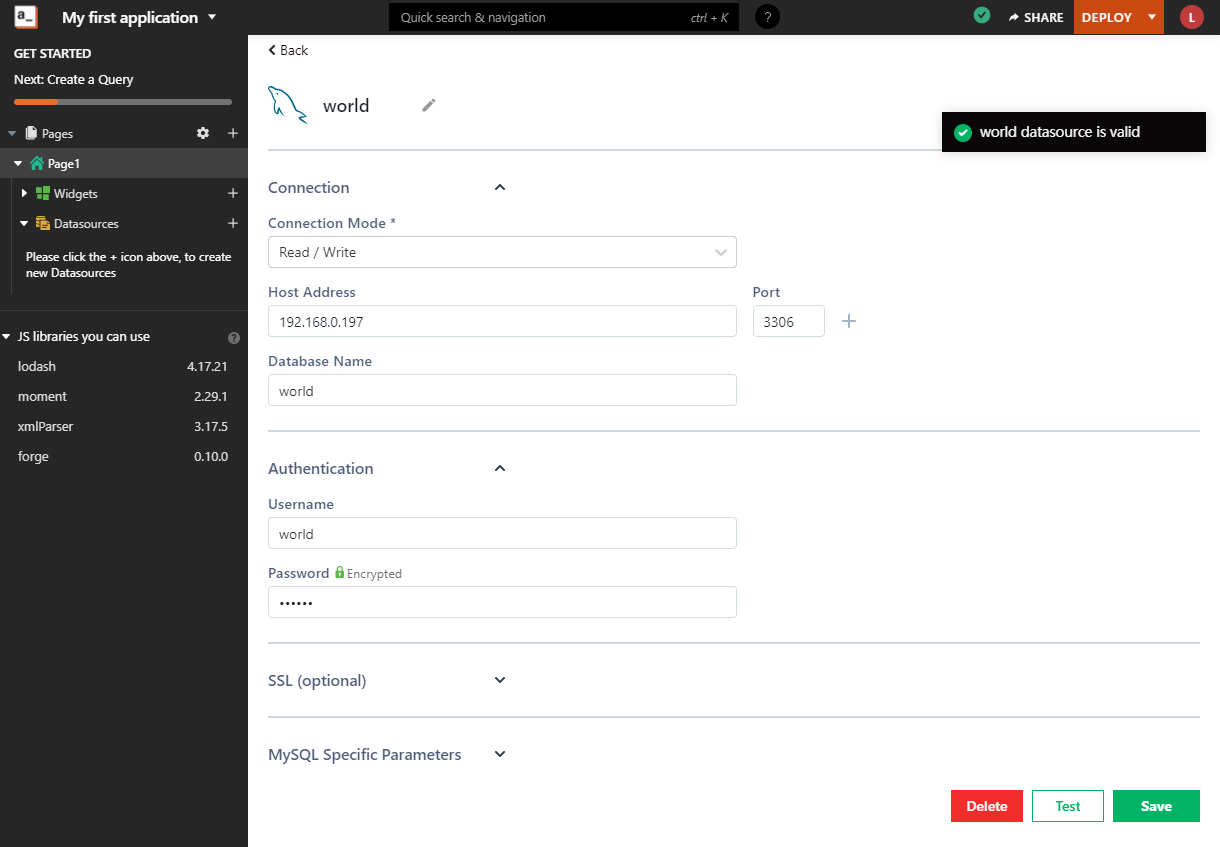 a_
My first application
Quick search & navigation
ctrl + K
?
SHARE
DEPLOY
L
GET STARTED
Next: Create a Query
Pages
Page1
Widgets
Datasources
Please click the + icon above, to create
new Datasources
JS libraries you can use
?
lodash 4.17.21
moment 2.29.1
xmlParser 3.17.5
forge 0.10.0
Back
world
world datasource is valid
Connection
Connection Mode *
Read / Write
Host Address
Port
192.168.0.197
3306
Database Name
world
Authentication
Username
world
Password Encrypted
••••••
SSL (optional)
MySQL Specific Parameters
Delete
Test
Save